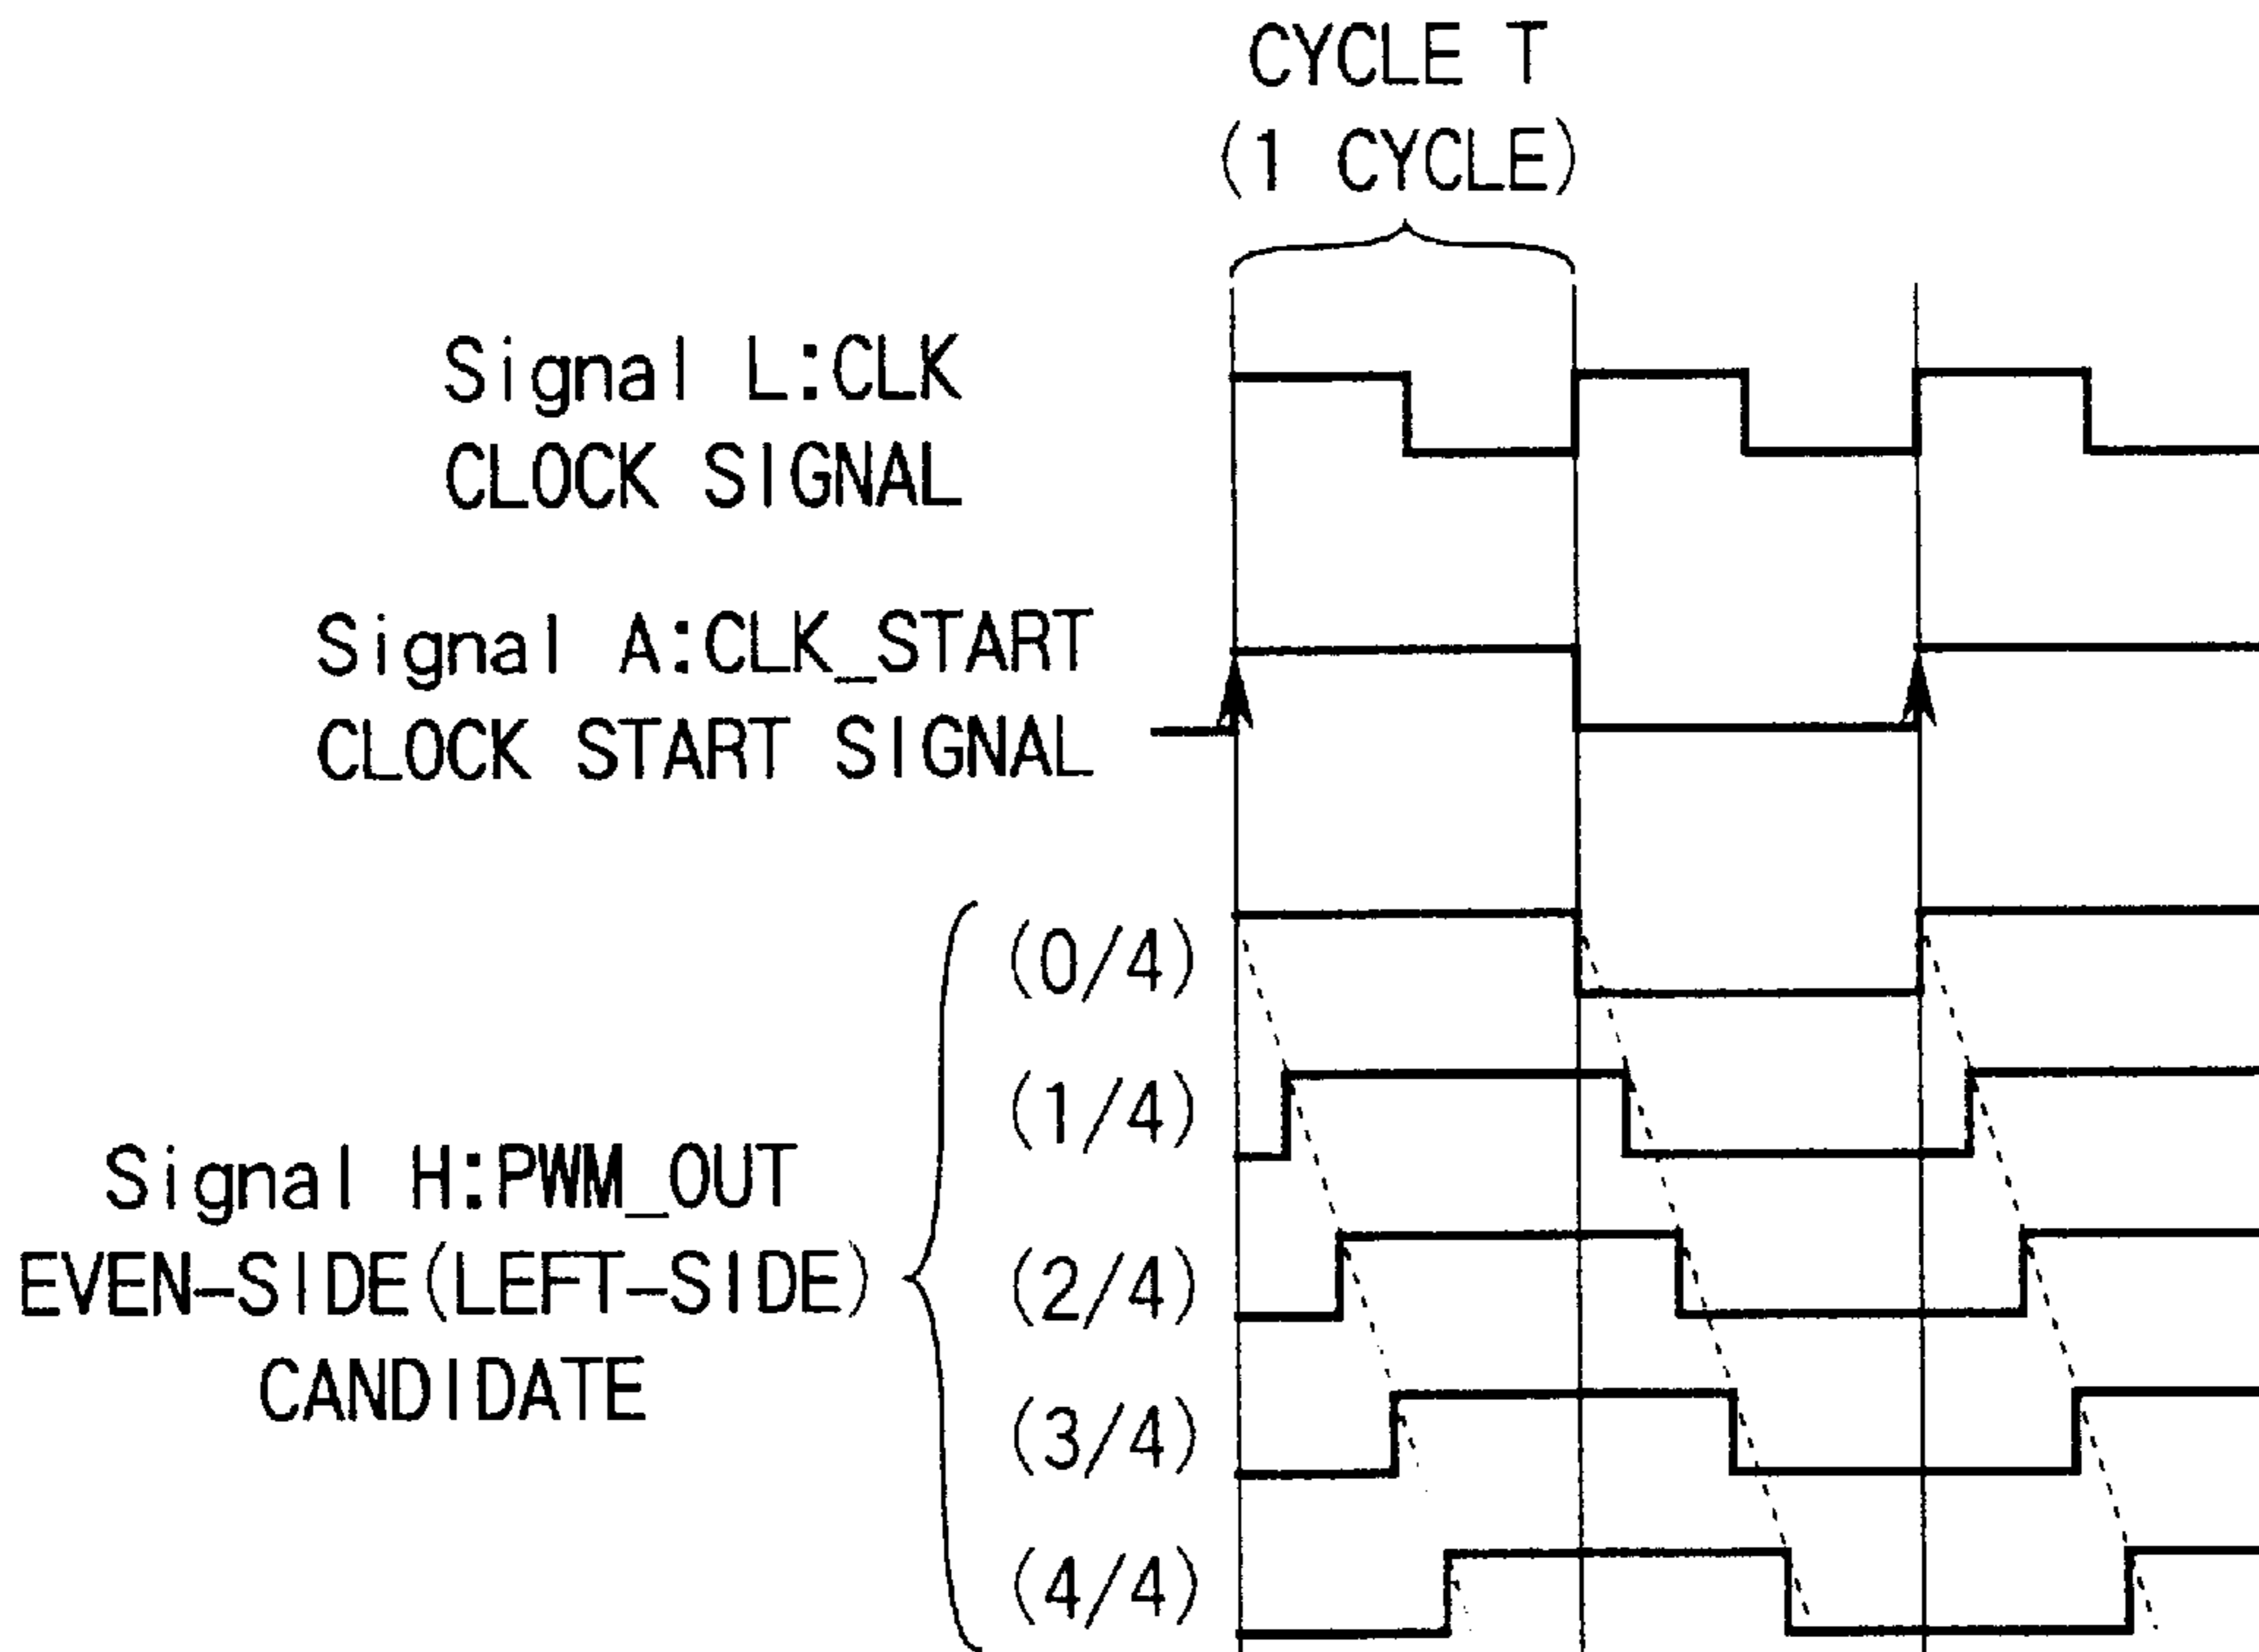 CYCLE T
(1 CYCLE)
Signal L:CLK
CLOCK SIGNAL
Signal A:CLK_START
CLOCK START SIGNAL
(0/4)
(1/4)
Signal H:PWM_OUT
EVEN-SIDE(LEFT-SIDE)
CANDIDATE
(2/4)
(3/4)
(4/4)